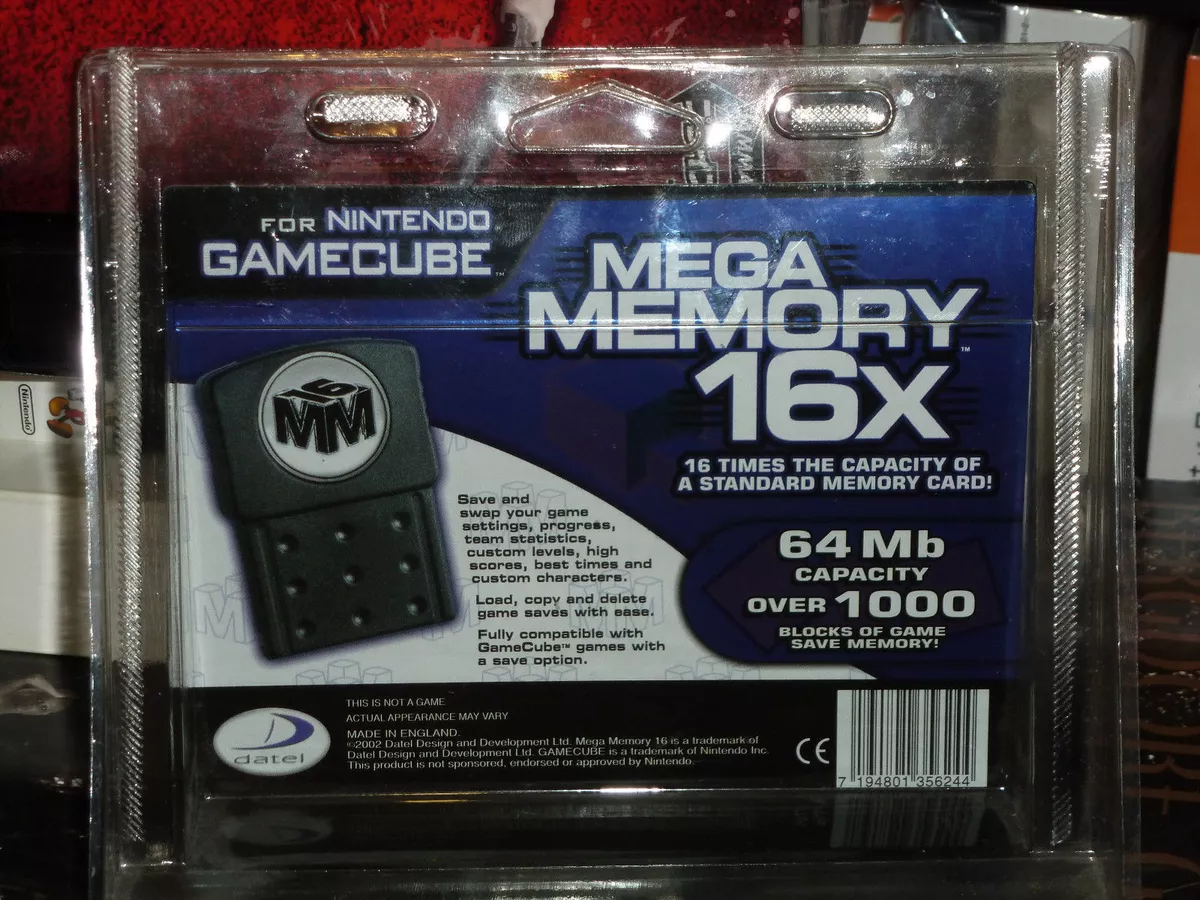 FOR NINTENDO
GAMECUBE™
MEGA
MEMORY
16X™
16 TIMES THE CAPACITY OF
A STANDARD MEMORY CARD!
16
MM
Save and
swap your game
settings, progress,
team statistics,
custom levels, high
scores, best times and
custom characters.
Load, copy and delete
game saves with ease.
Fully compatible with
GameCube™ games with
a save option.
64 Mb
CAPACITY
OVER 1000
BLOCKS OF GAME
SAVE MEMORY!
datel
THIS IS NOT A GAME
ACTUAL APPEARANCE MAY VARY
MADE IN ENGLAND.
©2002 Datel Design and Development Ltd. Mega Memory 16 is a trademark of
Datel Design and Development Ltd. GAMECUBE is a trademark of Nintendo Inc.
This product is not sponsored, endorsed or approved by Nintendo.
CE
7 194801 356244
Nintendo